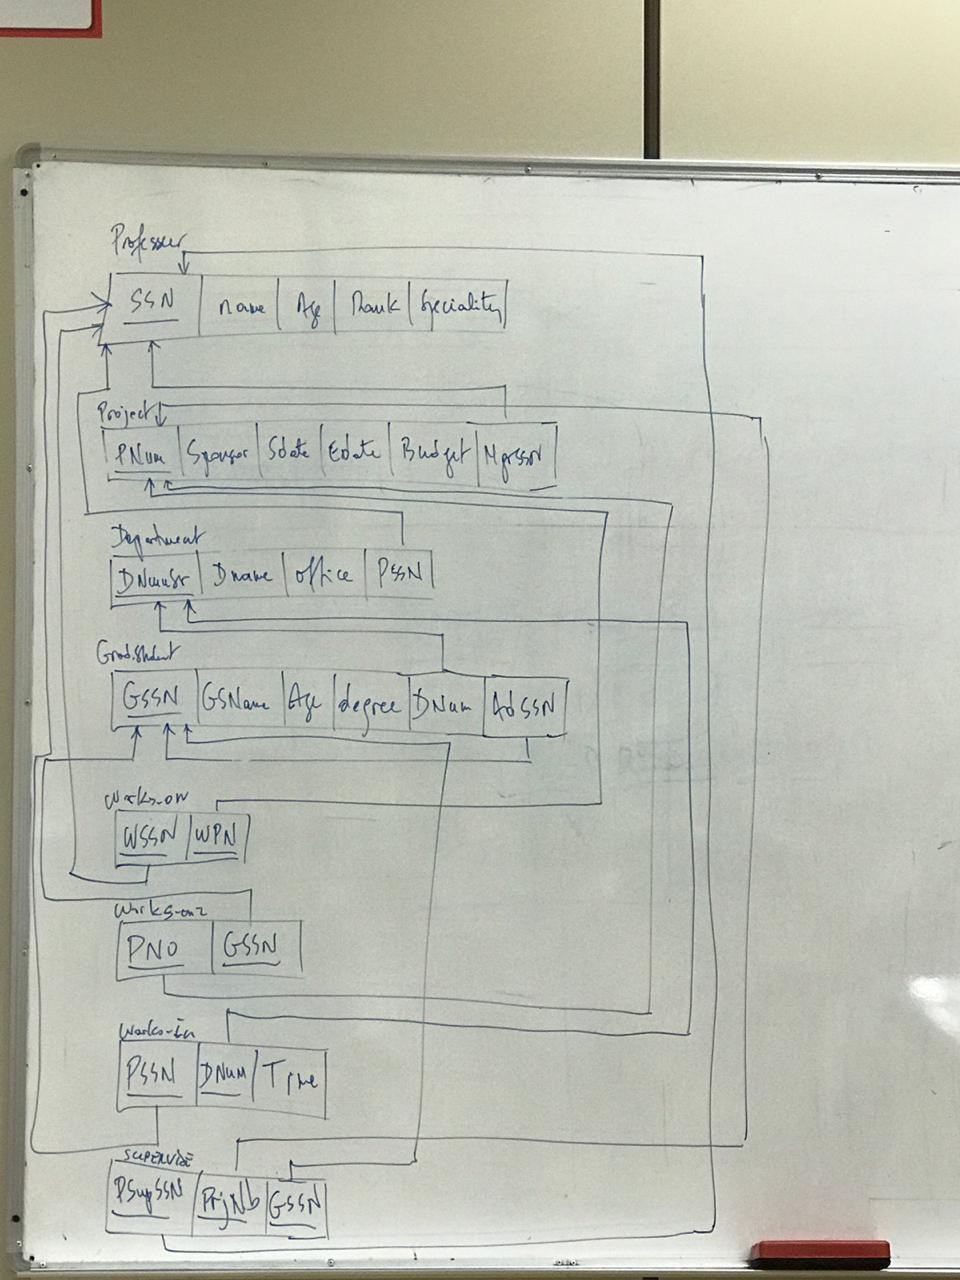 Professor
SSN name Age Rank Speciality
Project
PNum Sponsor Sdate Edate Budget MgrSSN
Department
DNumbr Dname office PSSN
Grad.Student
GSSN GSName Age degree DNum AdSSN
Works-on
WSSN WPN
Works-on2
PNO GSSN
Works-in
PSSN DNum Time
SUPERVISE
PSupSSN PrjNb GSSN